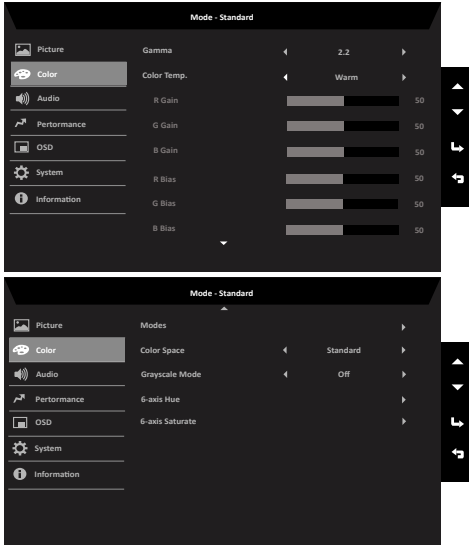 Mode - Standard
Picture
Gamma 2.2
Color
Color Temp. Warm
Audio
R Gain 50
Pertormance
G Gain 50
OSD
B Gain 50
System
R Bias 50
Information
G Bias 50
B Bias 50
Mode - Standard
Picture
Modes
Color
Color Space Standard
Audio
Grayscale Mode Off
Pertormance
6-axis Hue
OSD
6-axis Saturate
System
Information